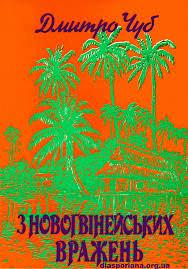 Дмитро Чуб
З НОВОГВІНЕЙСЬКИХ
ВРАЖЕНЬ
diasporiana.org.ua